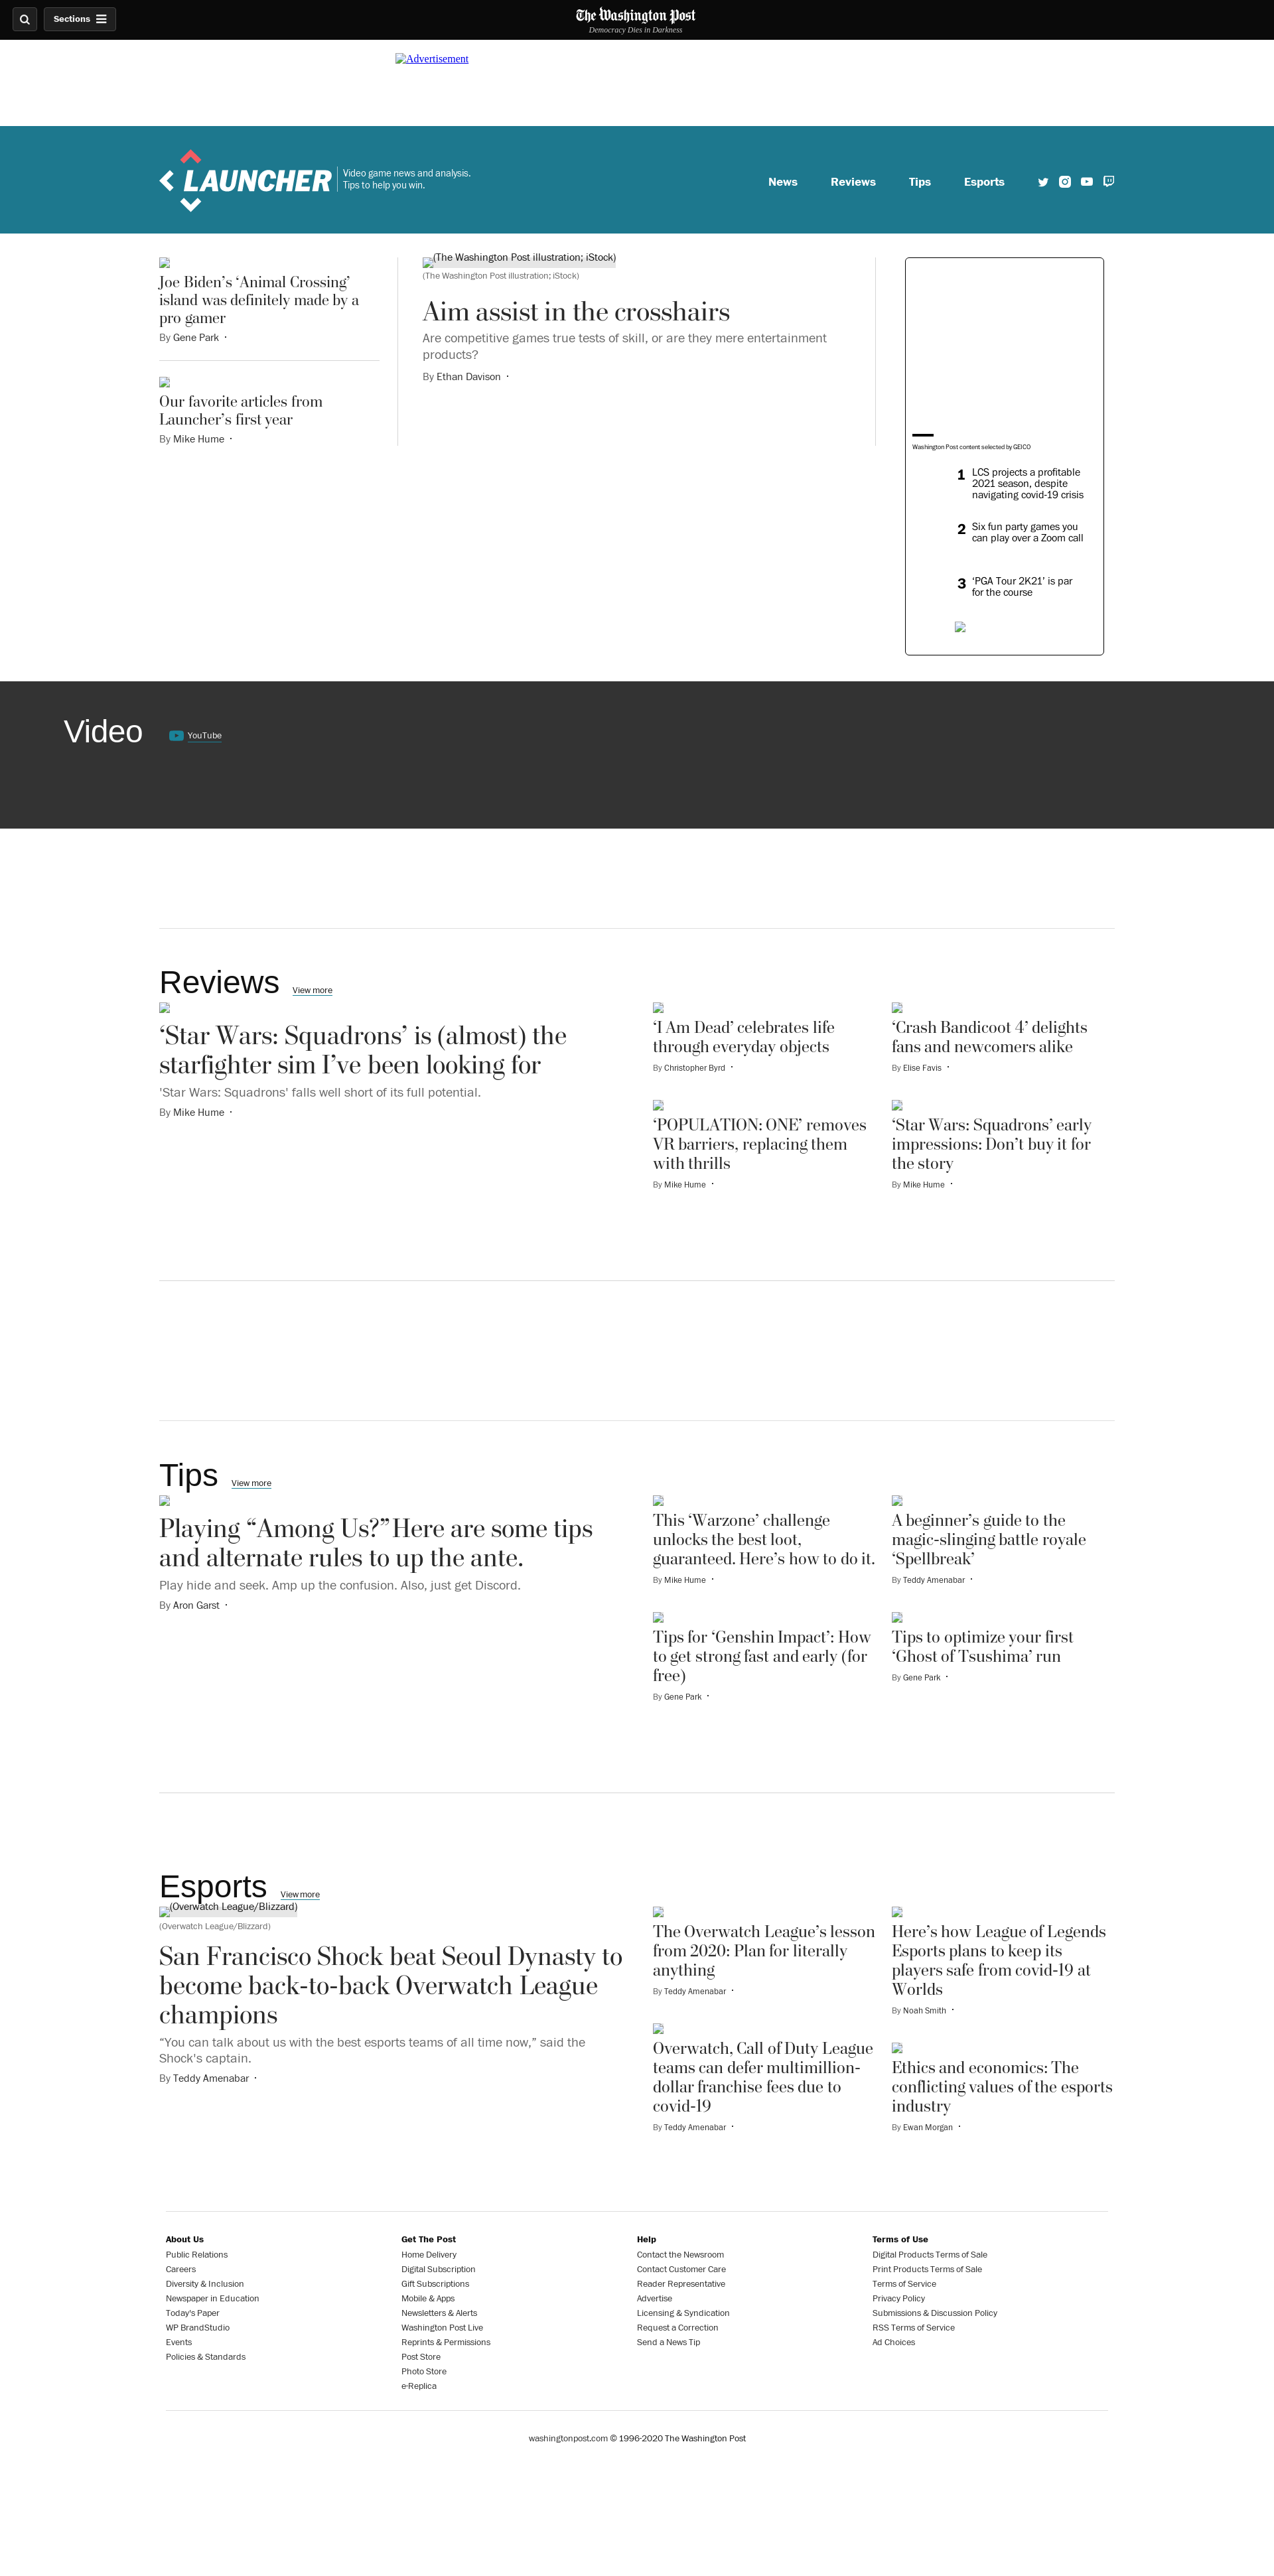 Sections
The Washington Post
Democracy Dies in Darkness
Advertisement
LAUNCHER
Video game news and analysis.
Tips to help you win.
News
Reviews
Tips
Esports
Joe Biden’s ‘Animal Crossing’
island was definitely made by a
pro gamer
By Gene Park ·
Our favorite articles from
Launcher’s first year
By Mike Hume ·
(The Washington Post illustration; iStock)
(The Washington Post illustration; iStock)
Aim assist in the crosshairs
Are competitive games true tests of skill, or are they mere entertainment
products?
By Ethan Davison ·
Washington Post content selected by GEICO
1 LCS projects a profitable
2021 season, despite
navigating covid-19 crisis
2 Six fun party games you
can play over a Zoom call
3 ‘PGA Tour 2K21’ is par
for the course
Video
YouTube
Reviews
View more
‘Star Wars: Squadrons’ is (almost) the
starfighter sim I’ve been looking for
'Star Wars: Squadrons' falls well short of its full potential.
By Mike Hume ·
‘I Am Dead’ celebrates life
through everyday objects
By Christopher Byrd ·
‘POPULATION: ONE’ removes
VR barriers, replacing them
with thrills
By Mike Hume ·
‘Crash Bandicoot 4’ delights
fans and newcomers alike
By Elise Favis ·
‘Star Wars: Squadrons’ early
impressions: Don’t buy it for
the story
By Mike Hume ·
Tips
View more
Playing “Among Us?” Here are some tips
and alternate rules to up the ante.
Play hide and seek. Amp up the confusion. Also, just get Discord.
By Aron Garst ·
This ‘Warzone’ challenge
unlocks the best loot,
guaranteed. Here’s how to do it.
By Mike Hume ·
Tips for ‘Genshin Impact’: How
to get strong fast and early (for
free)
By Gene Park ·
A beginner’s guide to the
magic-slinging battle royale
‘Spellbreak’
By Teddy Amenabar ·
Tips to optimize your first
‘Ghost of Tsushima’ run
By Gene Park ·
Esports
View more
(Overwatch League/Blizzard)
(Overwatch League/Blizzard)
San Francisco Shock beat Seoul Dynasty to
become back-to-back Overwatch League
champions
“You can talk about us with the best esports teams of all time now,” said the
Shock's captain.
By Teddy Amenabar ·
The Overwatch League’s lesson
from 2020: Plan for literally
anything
By Teddy Amenabar ·
Overwatch, Call of Duty League
teams can defer multimillion-
dollar franchise fees due to
covid-19
By Teddy Amenabar ·
Here’s how League of Legends
Esports plans to keep its
players safe from covid-19 at
Worlds
By Noah Smith ·
Ethics and economics: The
conflicting values of the esports
industry
By Ewan Morgan ·
About Us
Public Relations
Careers
Diversity & Inclusion
Newspaper in Education
Today's Paper
WP BrandStudio
Events
Policies & Standards
Get The Post
Home Delivery
Digital Subscription
Gift Subscriptions
Mobile & Apps
Newsletters & Alerts
Washington Post Live
Reprints & Permissions
Post Store
Photo Store
e-Replica
Help
Contact the Newsroom
Contact Customer Care
Reader Representative
Advertise
Licensing & Syndication
Request a Correction
Send a News Tip
Terms of Use
Digital Products Terms of Sale
Print Products Terms of Sale
Terms of Service
Privacy Policy
Submissions & Discussion Policy
RSS Terms of Service
Ad Choices
washingtonpost.com © 1996-2020 The Washington Post